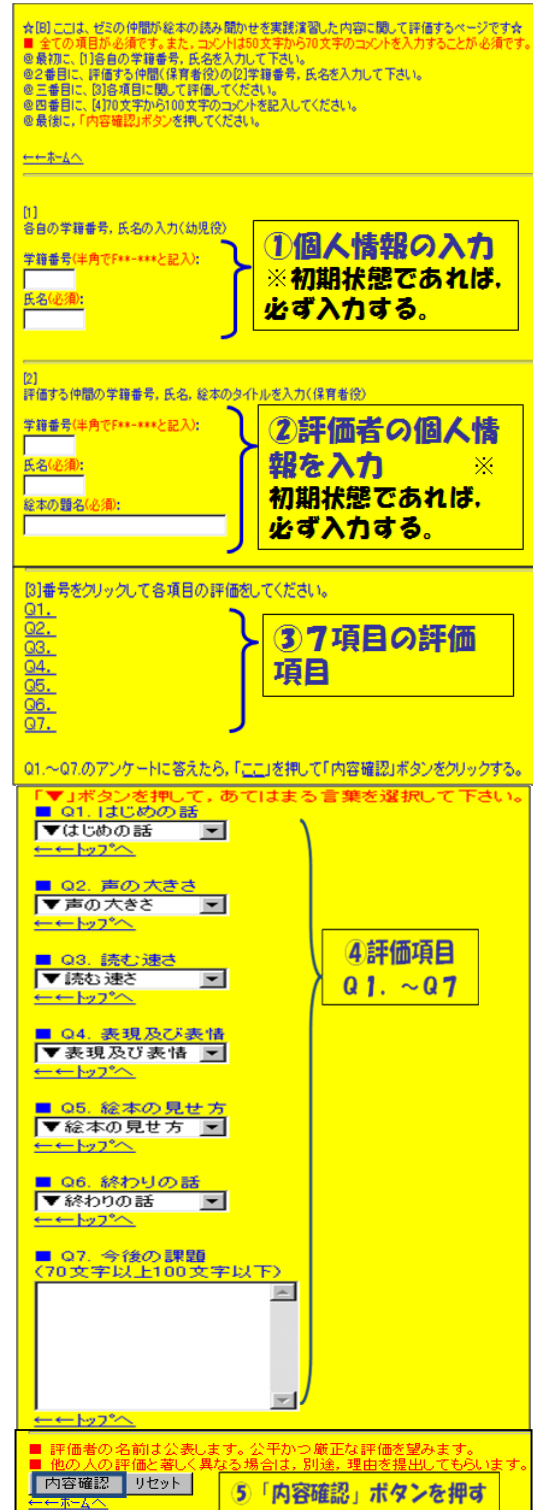 ☆[B]ここは、ゼミの仲間が絵本の読み聞かせを実践演習した内容に関して評価するページです☆
■ 全ての項目が必須です。また，コメントは50文字から70文字のコメントを入力することが必須です。
@最初に、[1]各自の学籍番号，氏名を入力して下さい。
@2番目に、評価する仲間(保育者役)の[2]学籍番号，氏名を入力して下さい。
@三番目に、[3]各項目に関して評価してください。
@四番目に、[4]70文字から100文字のコメントを記入してください。
@最後に，「内容確認」ボタンを押してください。
←←ホームへ
[1]
各自の学籍番号，氏名の入力(幼児役)
学籍番号(半角でF**-***と記入):
氏名(必須):
①個人情報の入力
※初期状態であれば，
必ず入力する。
[2]
評価する仲間の学籍番号，氏名，絵本のタイトルを入力(保育者役)
学籍番号(半角でF**-***と記入):
氏名(必須):
絵本の題名(必須):
②評価者の個人情
報を入力 ※
初期状態であれば，
必ず入力する。
[3]番号をクリックして各項目の評価をしてください。
Q1.
Q2.
Q3.
Q4.
Q5.
Q6.
Q7.
③7項目の評価
項目
Q1.～Q7.のアンケートに答えたら、「ここ」を押して「内容確認」ボタンをクリックする。
「▼」ボタンを押して，あてはまる言葉を選択して下さい。
■ Q1. はじめの話
▼はじめの話
←←トップへ
■ Q2. 声の大きさ
▼声の大きさ
←←トップへ
■ Q3. 読む速さ
▼読む速さ
←←トップへ
■ Q4. 表現及び表情
▼表現及び表情
←←トップへ
■ Q5. 絵本の見せ方
▼絵本の見せ方
←←トップへ
■ Q6. 終わりの話
▼終わりの話
←←トップへ
■ Q7. 今後の課題
(70文字以上100文字以下)
④評価項目
Q1. ～Q7
←←トップへ
■ 評価者の名前は公表します。公平かつ厳正な評価を望みます。
■ 他の人の評価と著しく異なる場合は，別途，理由を提出してもらいます。
内容確認 リセット
←←ホームへ
⑤「内容確認」ボタンを押す